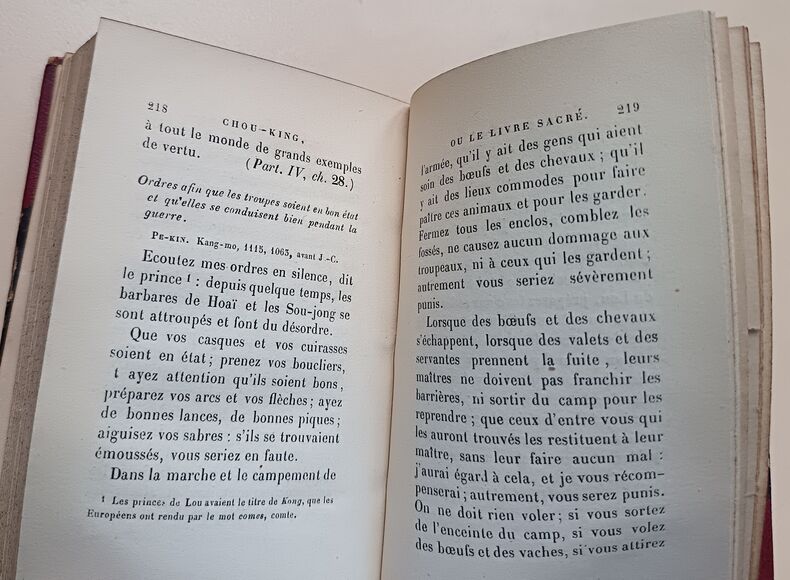 218
CHOU-KING,
à tout le monde de grands exemples
de vertu. (Part. IV, ch. 28.)
Ordres afin que les troupes soient en bon état
et qu'elles se conduisent bien pendant la
guerre.
PE-KIN. Kang-mo, 1115, 1063, avant J.-C.
Ecoutez mes ordres en silence, dit
le prince 1 : depuis quelque temps, les
barbares de Hoaï et les Sou-jong se
sont attroupés et font du désordre.
Que vos casques et vos cuirasses
soient en état ; prenez vos boucliers,
t ayez attention qu'ils soient bons,
préparez vos arcs et vos flèches ; ayez
de bonnes lances, de bonnes piques ;
aiguisez vos sabres : s'ils se trouvaient
émoussés, vous seriez en faute.
Dans la marche et le campement de
1 Les princes de Lou avaient le titre de Kong, que les
Européens ont rendu par le mot comes, comte.
OU LE LIVRE SACRÉ.
219
l'armée, qu'il y ait des gens qui aient
soin des bœufs et des chevaux ; qu'il
y ait des lieux commodes pour faire
paître ces animaux et pour les garder.
Fermez tous les enclos, comblez les
fossés, ne causez aucun dommage aux
troupeaux, ni à ceux qui les gardent ;
autrement vous seriez sévèrement
punis.
Lorsque des bœufs et des chevaux
s'échappent, lorsque des valets et des
servantes prennent la fuite, leurs
maîtres ne doivent pas franchir les
barrières, ni sortir du camp pour les
reprendre ; que ceux d'entre vous qui
les auront trouvés les restituent à leur
maître, sans leur faire aucun mal :
j'aurai égard à cela, et je vous récom-
penserai ; autrement, vous serez punis.
On ne doit rien voler ; si vous sortez
de l'enceinte du camp, si vous volez
des bœufs et des vaches, si vous attirez